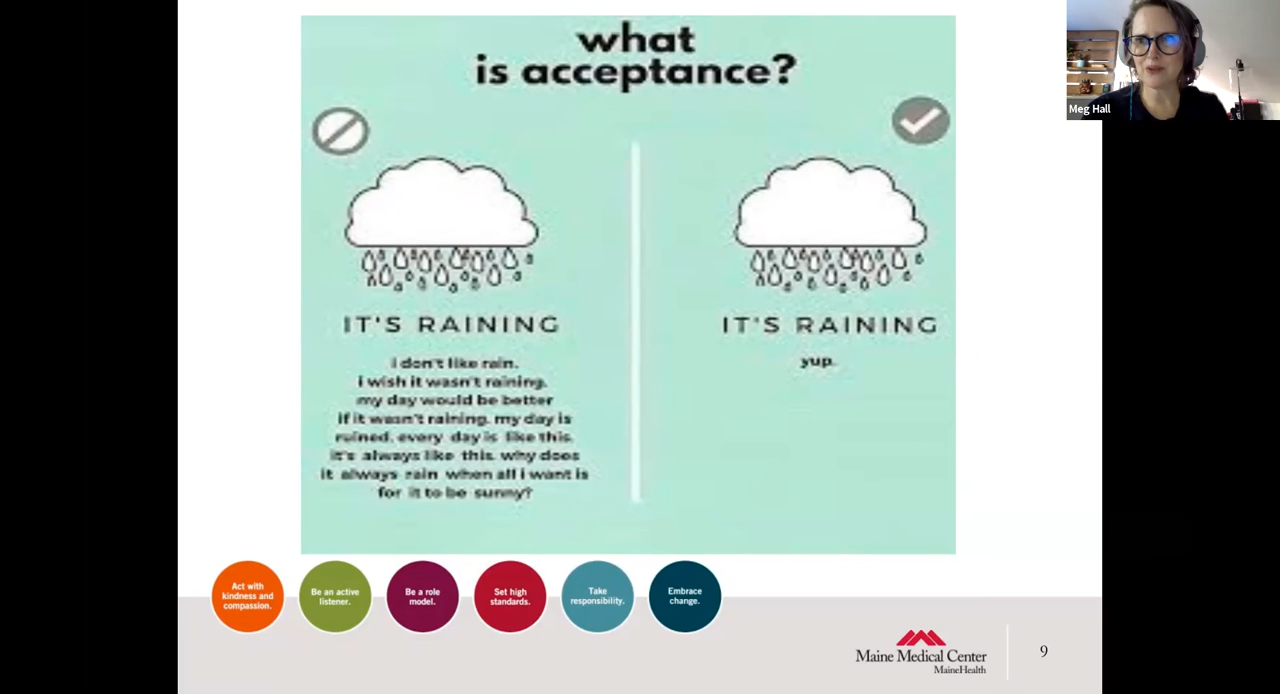 what
is acceptance?
IT'S RAINING
i don't like rain.
i wish it wasn't raining.
my day would be better
if it wasn't raining. my day is
ruined. every day is like this.
it's always like this. why does
it always rain when all i want is
for it to be sunny?
IT'S RAINING
yup.
Meg Hall
Act with
kindness and
compassion.
Be an active
listener.
Be a role
model.
Set high
standards.
Take
responsibility.
Embrace
change.
Maine Medical Center
MaineHealth
9